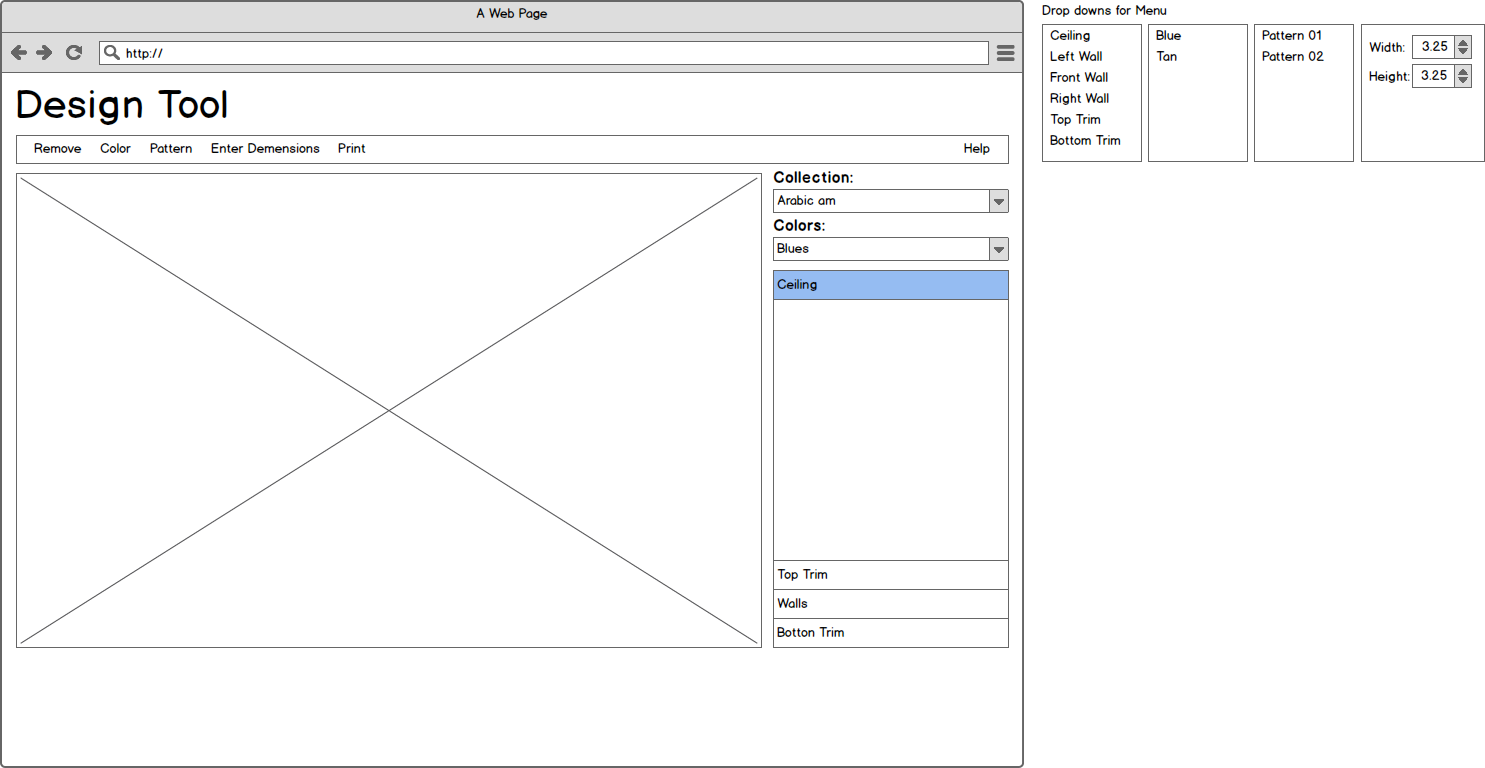 A Web Page
http://
Design Tool
Remove Color Pattern Enter Demensions Print Help
Collection:
Arabic am
Colors:
Blues
Ceiling
Top Trim
Walls
Botton Trim
Drop downs for Menu
Ceiling
Left Wall
Front Wall
Right Wall
Top Trim
Bottom Trim
Blue
Tan
Pattern 01
Pattern 02
Width: 3.25
Height: 3.25